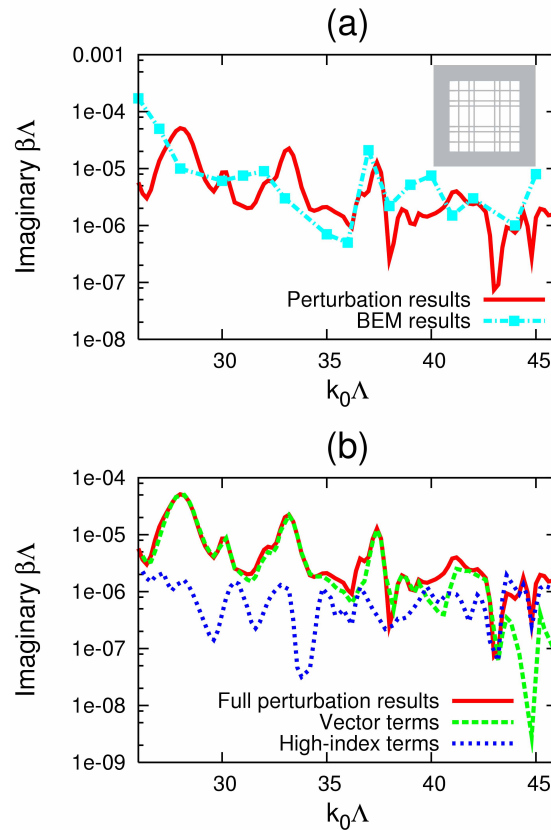 (a)
0.001
1e-04
1e-05
1e-06
1e-07
1e-08
Imaginary βΛ
Perturbation results
BEM results
30 35 40 45
k₀Λ
(b)
1e-04
1e-05
1e-06
1e-07
1e-08
1e-09
Imaginary βΛ
Full perturbation results
Vector terms
High-index terms
30 35 40 45
k₀Λ